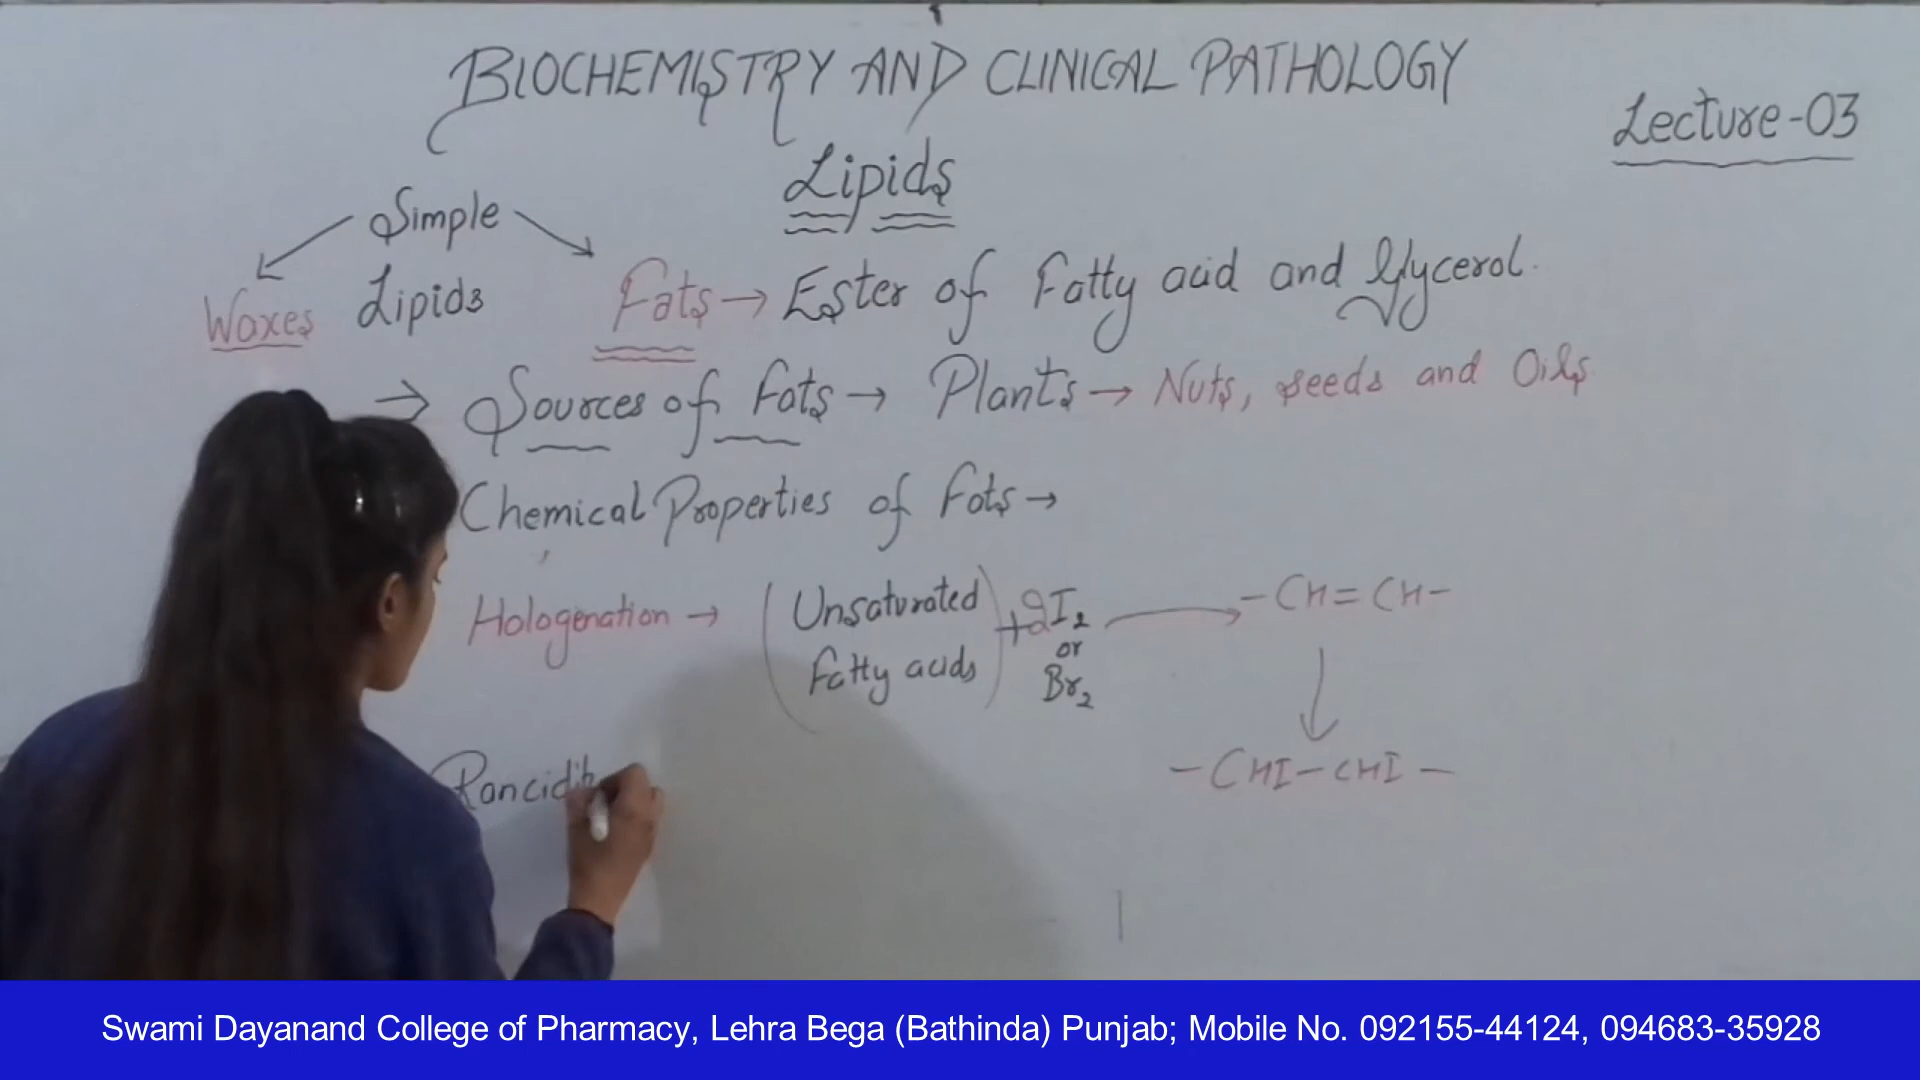 BIOCHEMISTRY AND CLINICAL PATHOLOGY
Lecture-03
Lipids
Simple
Lipids
Waxes
Fats → Ester of Fatty acid and Glycerol.
⇒ Sources of Fats → Plants → Nuts, seeds and Oils
Chemical Properties of Fats →
Halogenation → (Unsaturated Fatty acids) + 2I₂ or Br₂ → -CH=CH-
-CHI-CHI-
Rancidit
Swami Dayanand College of Pharmacy, Lehra Bega (Bathinda) Punjab; Mobile No. 092155-44124, 094683-35928